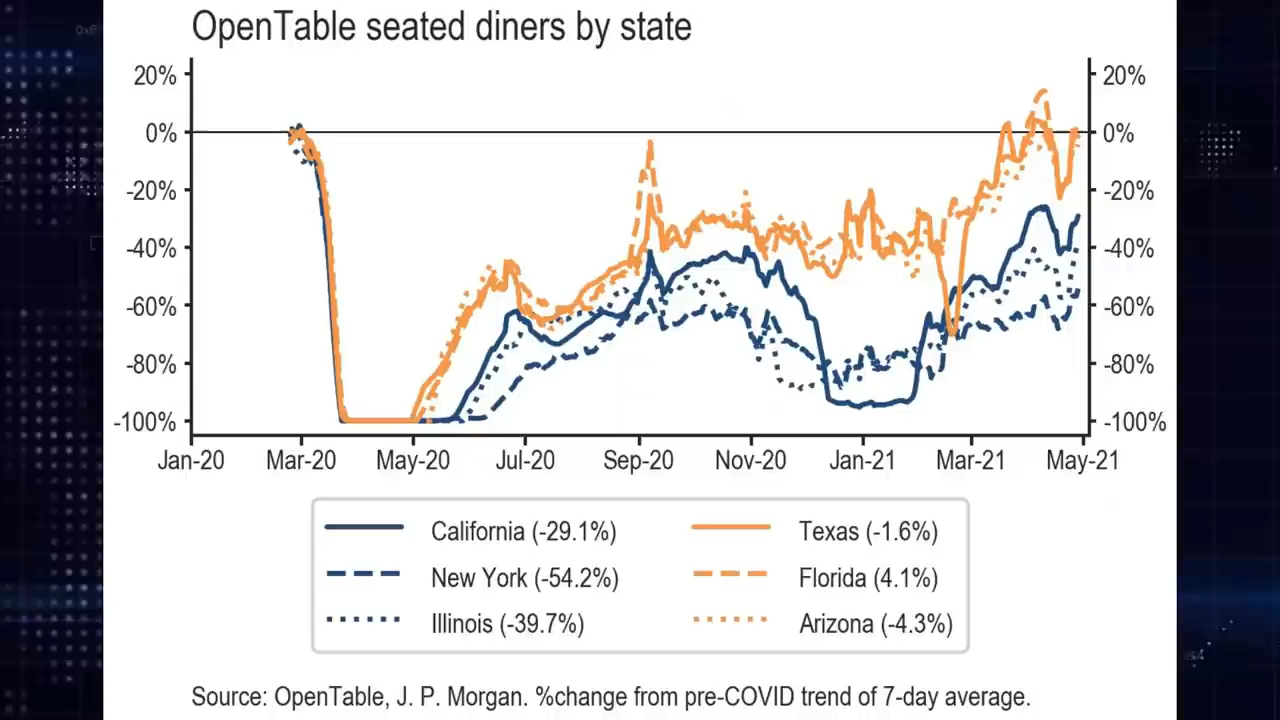 OpenTable seated diners by state
20% 20%
0% 0%
-20% -20%
-40% -40%
-60% -60%
-80% -80%
-100% -100%
Jan-20 Mar-20 May-20 Jul-20 Sep-20 Nov-20 Jan-21 Mar-21 May-21
California (-29.1%) Texas (-1.6%)
New York (-54.2%) Florida (4.1%)
Illinois (-39.7%) Arizona (-4.3%)
Source: OpenTable, J. P. Morgan. %change from pre-COVID trend of 7-day average.